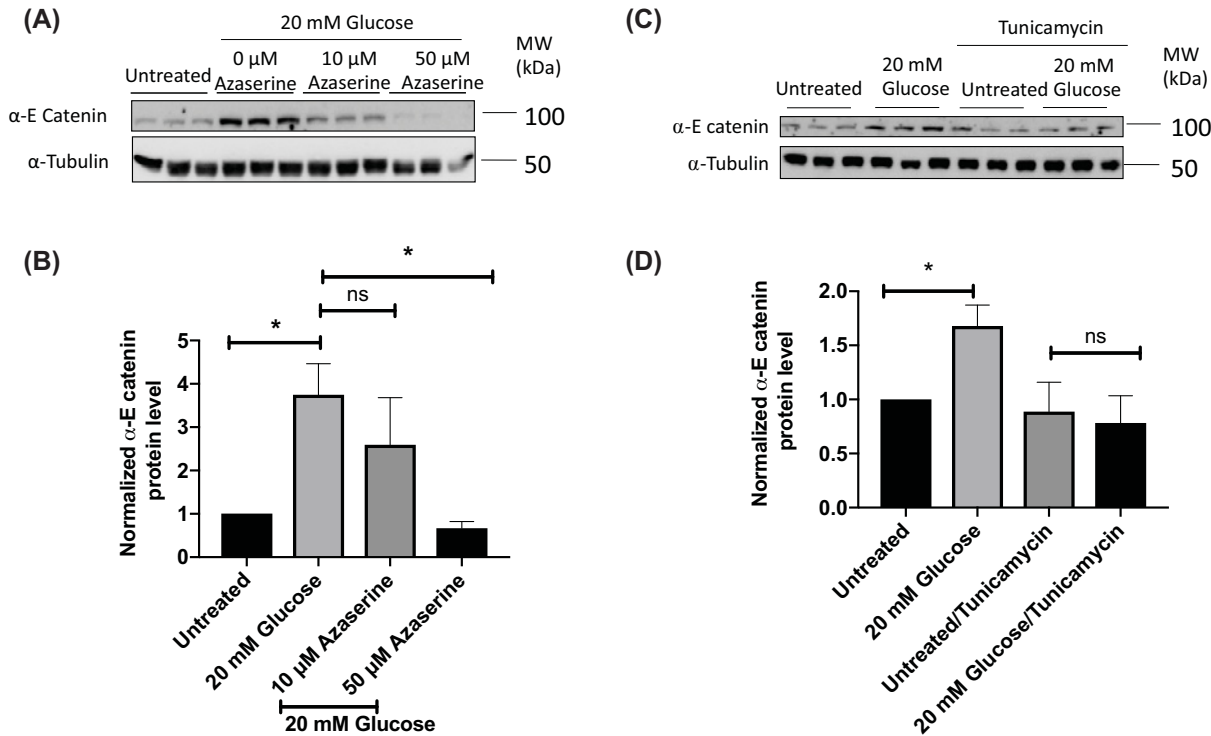 (A)
20 mM Glucose
MW
(kDa)
0 µM
10 µM
50 µM
Untreated
Azaserine
Azaserine
Azaserine
α-E Catenin
100
α-Tubulin
50
(B)
*
ns
*
Normalized α-E catenin
protein level
5
4
3
2
1
0
Untreated
20 mM Glucose
10 µM Azaserine
50 µM Azaserine
20 mM Glucose
(C)
Tunicamycin
MW
(kDa)
20 mM
Glucose
20 mM
Glucose
Untreated
Untreated
α-E catenin
100
α-Tubulin
50
(D)
*
ns
Normalized α-E catenin
protein level
2.0
1.5
1.0
0.5
0.0
Untreated
20 mM Glucose
Untreated/Tunicamycin
20 mM Glucose/Tunicamycin